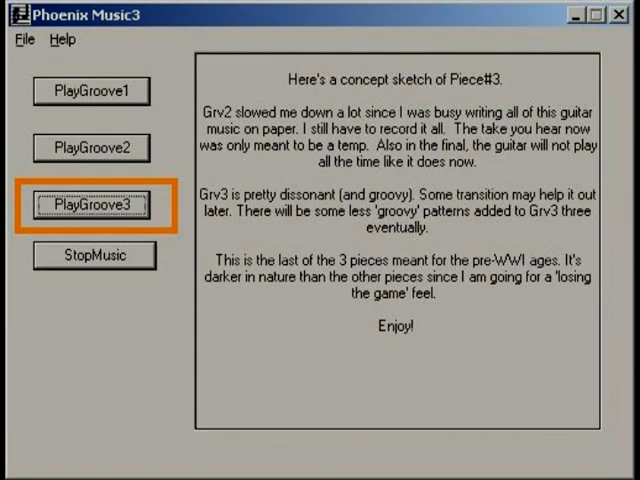 Phoenix Music3
File Help
PlayGroove1
PlayGroove2
PlayGroove3
StopMusic
Here's a concept sketch of Piece#3.
Grv2 slowed me down a lot since I was busy writing all of this guitar
music on paper. I still have to record it all. The take you hear now
was only meant to be a temp. Also in the final, the guitar will not play
all the time like it does now.
Grv3 is pretty dissonant (and groovy). Some transition may help it out
later. There will be some less 'groovy' patterns added to Grv3 three
eventually.
This is the last of the 3 pieces meant for the pre-WWI ages. It's
darker in nature than the other pieces since I am going for a 'losing
the game' feel.
Enjoy!